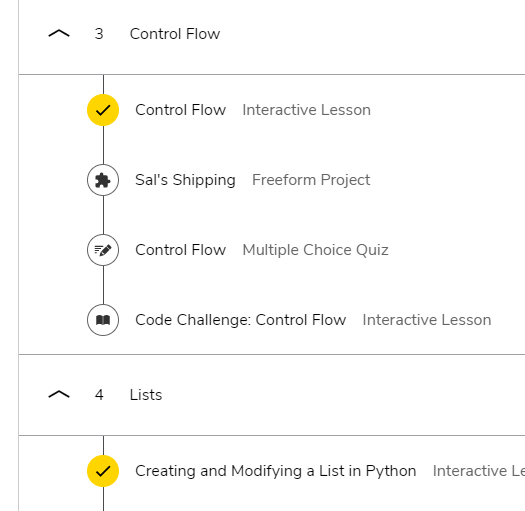 3 Control Flow
Control Flow Interactive Lesson
Sal's Shipping Freeform Project
Control Flow Multiple Choice Quiz
Code Challenge: Control Flow Interactive Lesson
4 Lists
Creating and Modifying a List in Python Interactive Le